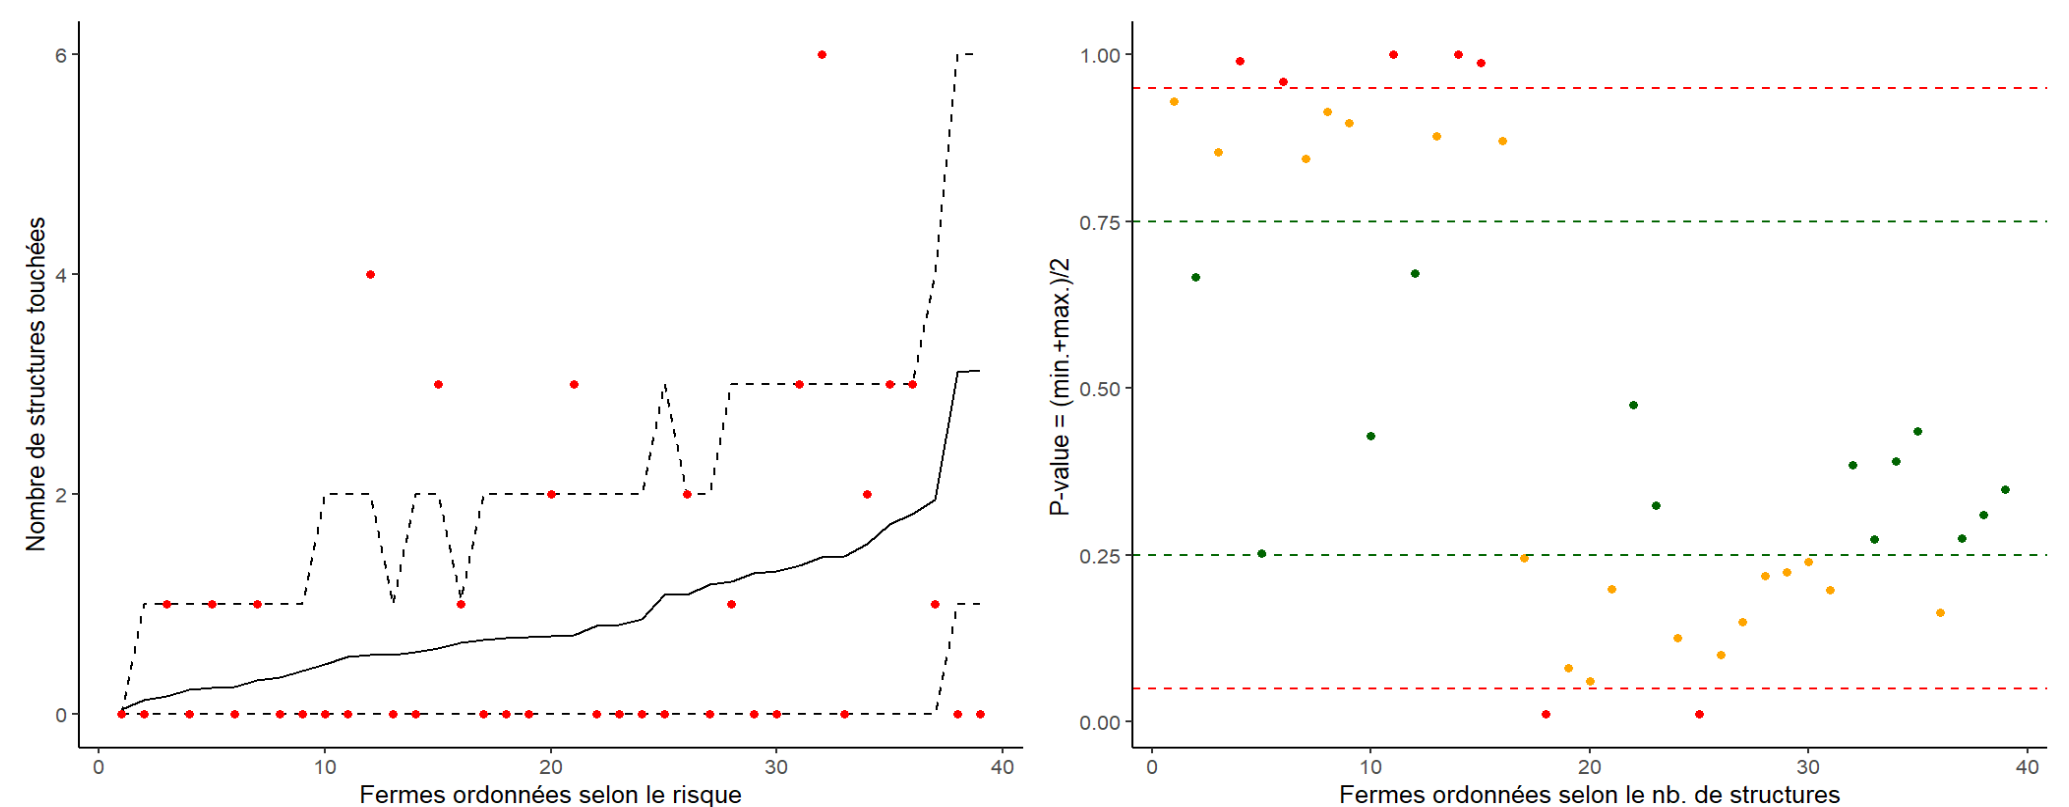 Nombre de structures touchées
6
4
2
0
0 10 20 30 40
Fermes ordonnées selon le risque
P-value = (min.+max.)/2
1.00
0.75
0.50
0.25
0.00
0 10 20 30 40
Fermes ordonnées selon le nb. de structures